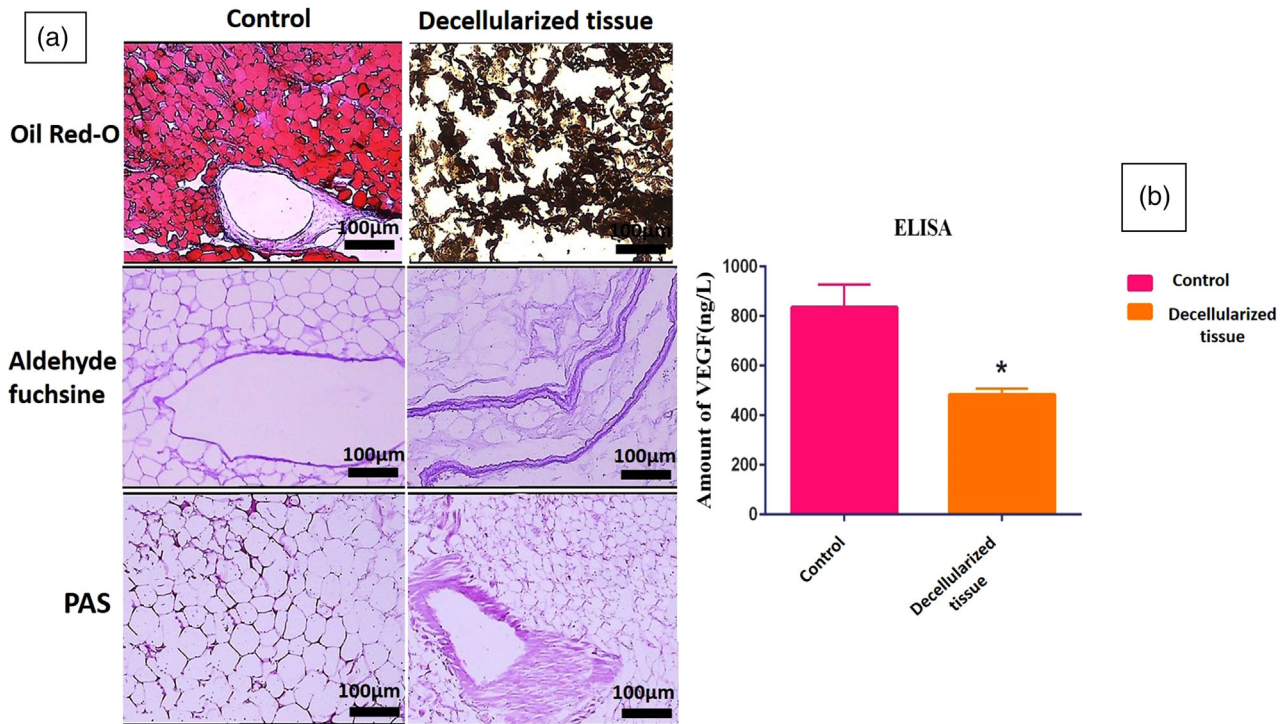 (a)
Control
Decellularized tissue
Oil Red-O
100µm
100µm
Aldehyde
fuchsine
100µm
100µm
PAS
100µm
100µm
(b)
ELISA
Amount of VEGF(ng/L)
1000
800
600
400
200
0
*
Control
Decellularized
tissue
Control
Decellularized
tissue